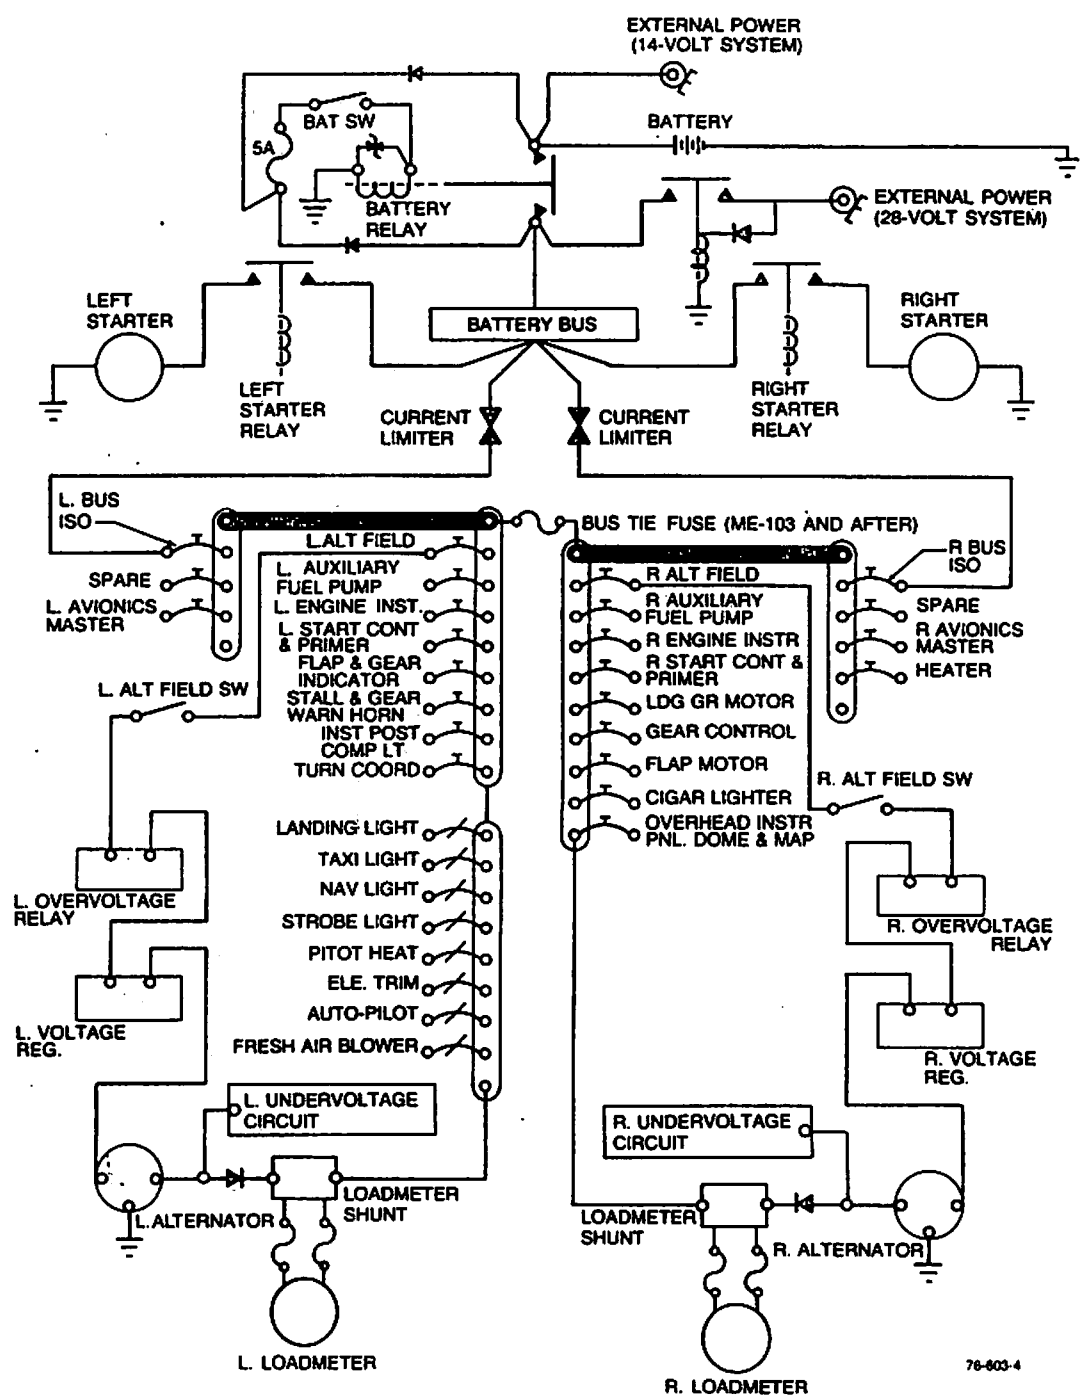 EXTERNAL POWER
(14-VOLT SYSTEM)
BAT SW
BATTERY
5A
BATTERY
RELAY
EXTERNAL POWER
(28-VOLT SYSTEM)
LEFT
STARTER
BATTERY BUS
RIGHT
STARTER
LEFT
STARTER
RELAY
CURRENT
LIMITER
CURRENT
LIMITER
RIGHT
STARTER
RELAY
L. BUS
ISO
SPARE
L. AVIONICS
MASTER
BUS TIE FUSE (ME-103 AND AFTER)
L.ALT FIELD
L. AUXILIARY
FUEL PUMP
L. ENGINE INST.
L. START CONT
& PRIMER
FLAP & GEAR
INDICATOR
STALL & GEAR
WARN HORN
INST POST
COMP LT
TURN COORD
R ALT FIELD
R AUXILIARY
FUEL PUMP
R ENGINE INSTR
R START CONT &
PRIMER
LDG GR MOTOR
GEAR CONTROL
FLAP MOTOR
CIGAR LIGHTER
OVERHEAD INSTR
PNL. DOME & MAP
R BUS
ISO
SPARE
R AVIONICS
MASTER
HEATER
L. ALT FIELD SW
R. ALT FIELD SW
LANDING LIGHT
TAXI LIGHT
NAV LIGHT
STROBE LIGHT
PITOT HEAT
ELE. TRIM
AUTO-PILOT
FRESH AIR BLOWER
L. OVERVOLTAGE
RELAY
L. VOLTAGE
REG.
R. OVERVOLTAGE
RELAY
R. VOLTAGE
REG.
L. UNDERVOLTAGE
CIRCUIT
R. UNDERVOLTAGE
CIRCUIT
L.ALTERNATOR
LOADMETER
SHUNT
LOADMETER
SHUNT
R. ALTERNATOR
L. LOADMETER
R. LOADMETER
76-603-4